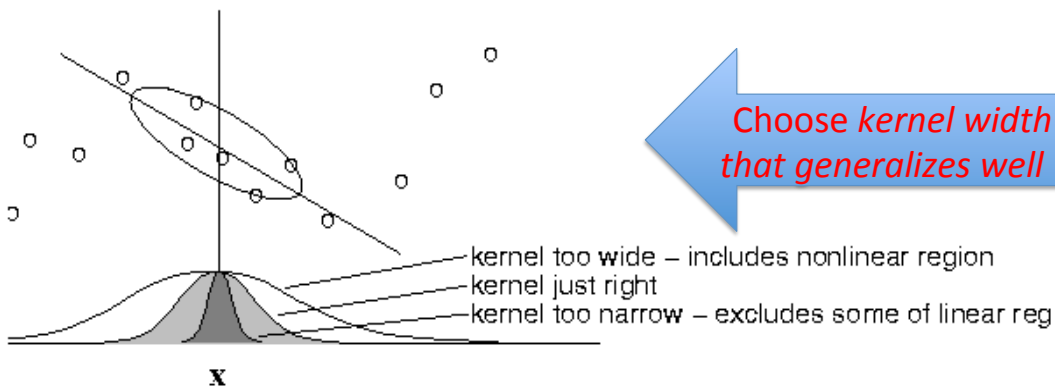 Choose kernel width
that generalizes well
kernel too wide – includes nonlinear region
kernel just right
kernel too narrow – excludes some of linear reg
x